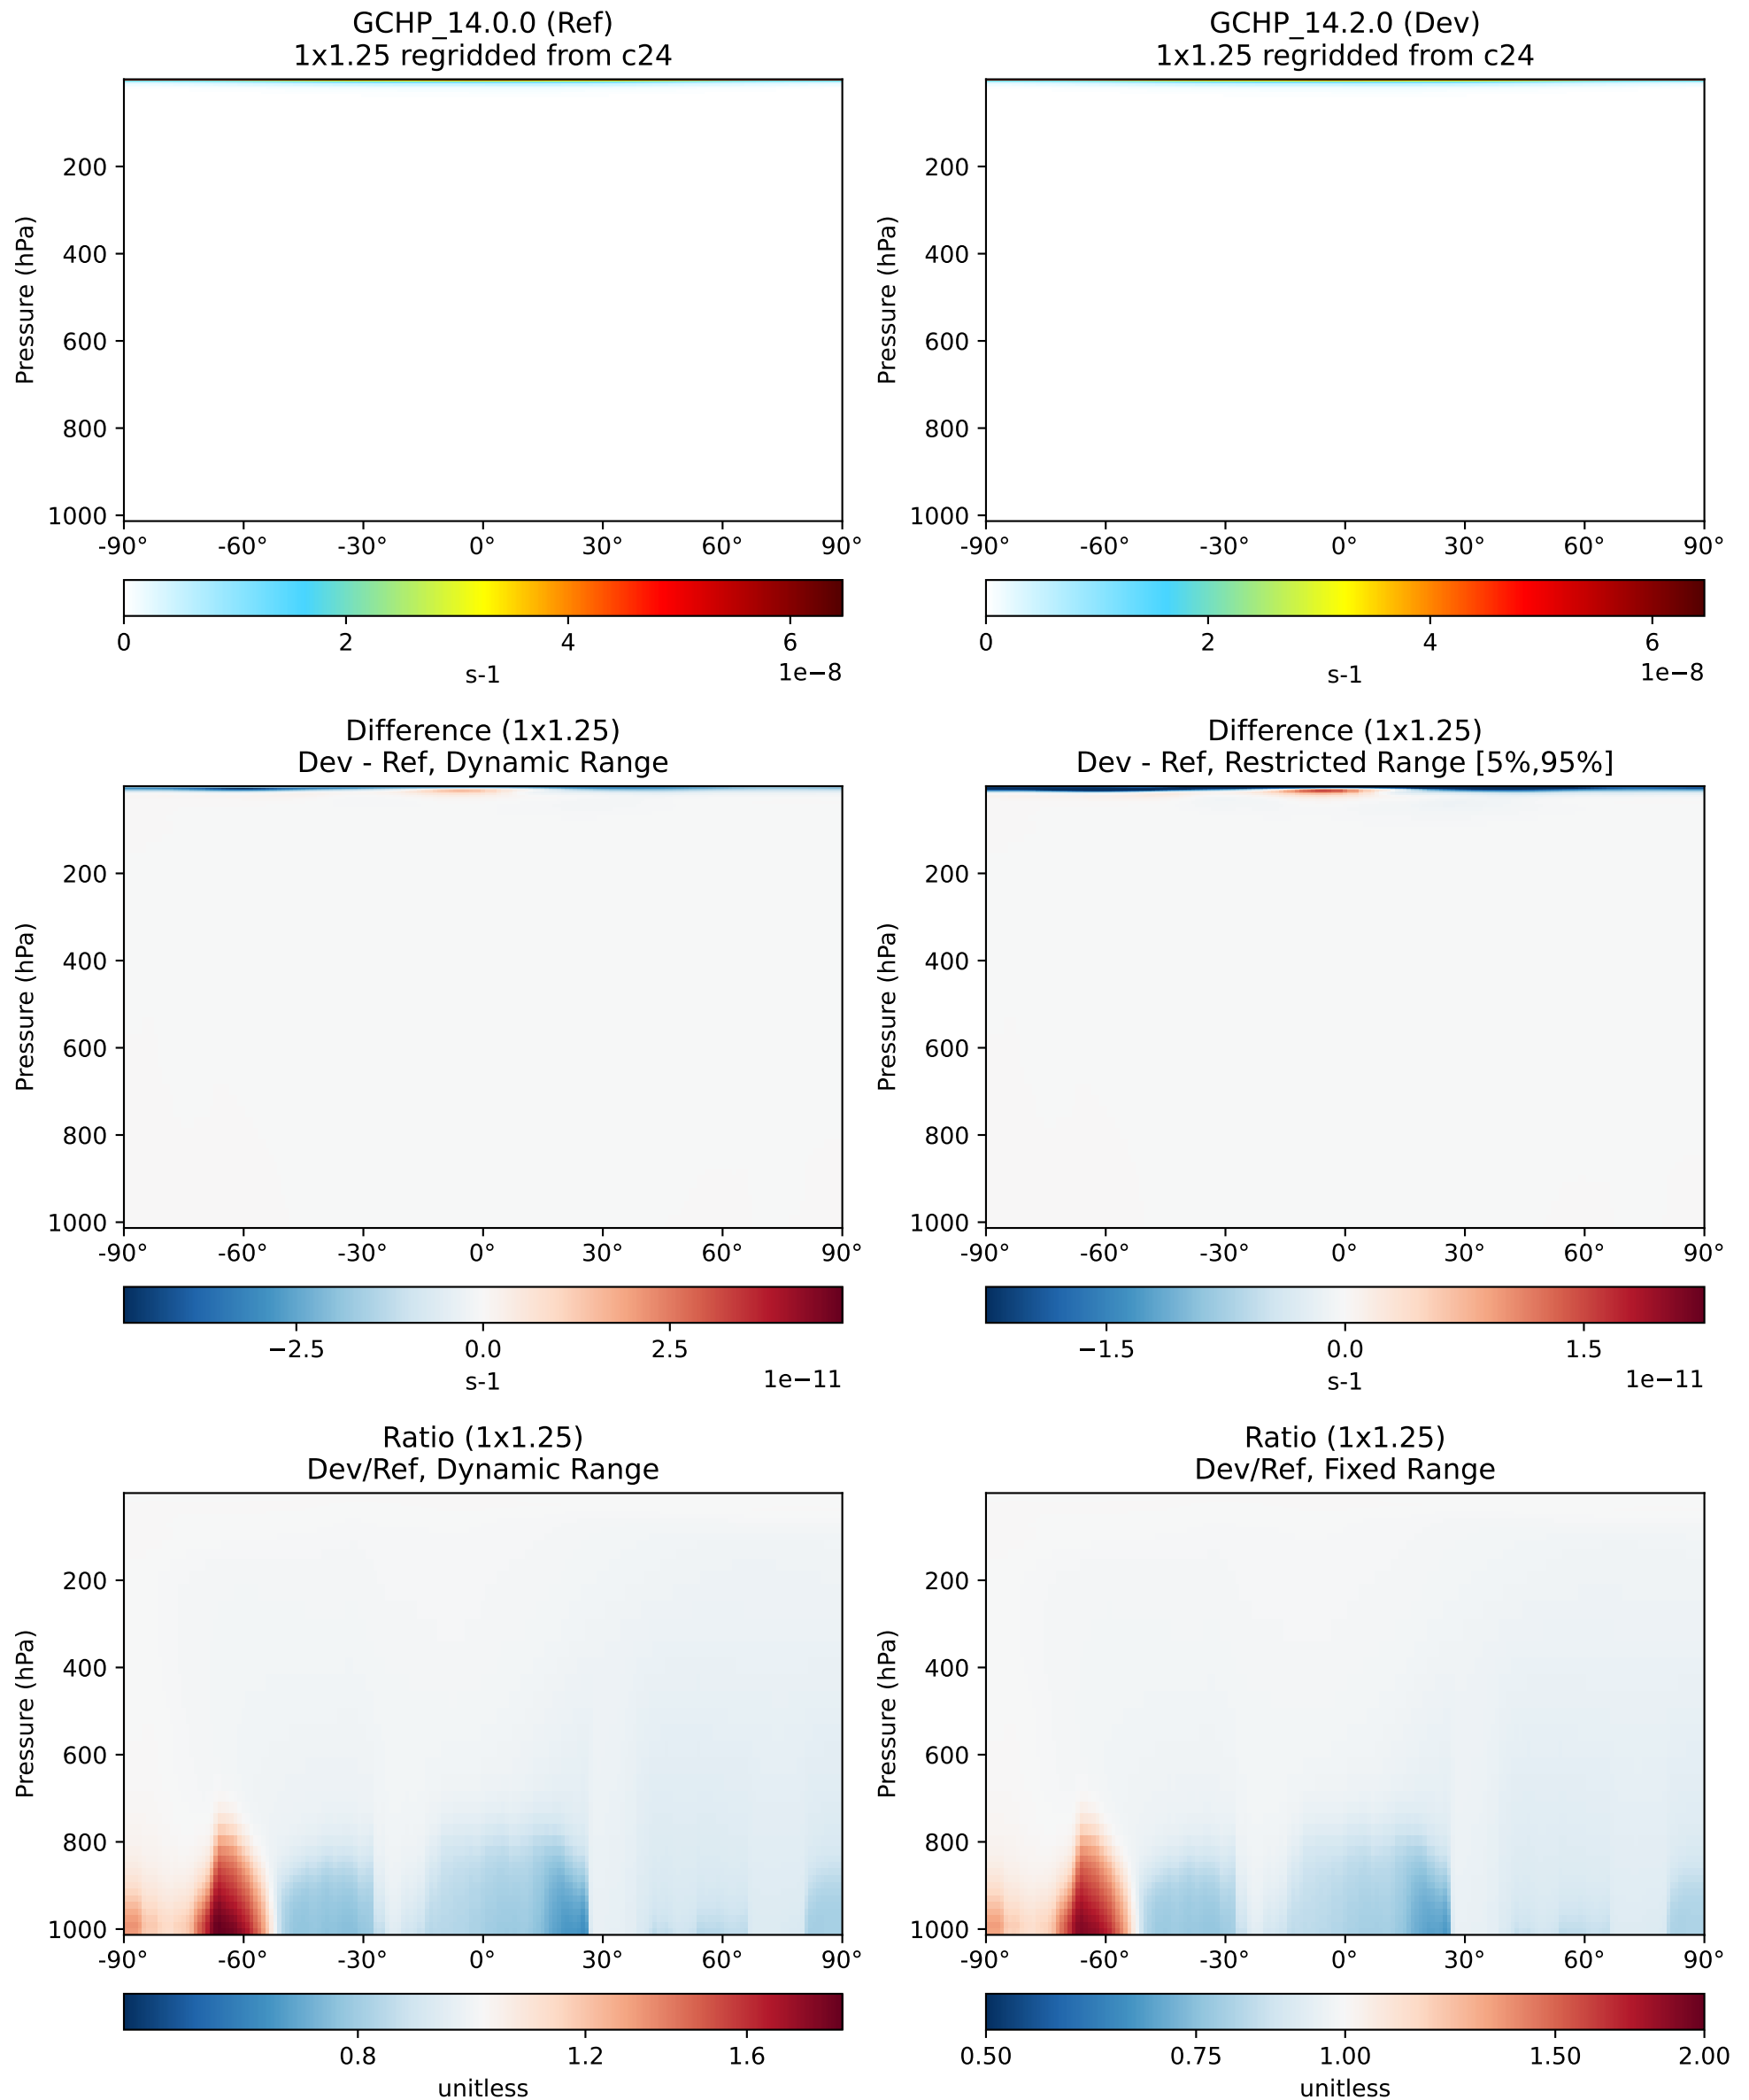 GCHP_14.0.0 (Ref)
1x1.25 regridded from c24
Pressure (hPa)
200
400
600
800
1000
-90° -60° -30° 0° 30° 60° 90°
0 2 4 6
1e−8
s-1
GCHP_14.2.0 (Dev)
1x1.25 regridded from c24
Pressure (hPa)
200
400
600
800
1000
-90° -60° -30° 0° 30° 60° 90°
0 2 4 6
1e−8
s-1
Difference (1x1.25)
Dev - Ref, Dynamic Range
Pressure (hPa)
200
400
600
800
1000
-90° -60° -30° 0° 30° 60° 90°
−2.5 0.0 2.5
1e−11
s-1
Difference (1x1.25)
Dev - Ref, Restricted Range [5%,95%]
Pressure (hPa)
200
400
600
800
1000
-90° -60° -30° 0° 30° 60° 90°
−1.5 0.0 1.5
1e−11
s-1
Ratio (1x1.25)
Dev/Ref, Dynamic Range
Pressure (hPa)
200
400
600
800
1000
-90° -60° -30° 0° 30° 60° 90°
0.8 1.2 1.6
unitless
Ratio (1x1.25)
Dev/Ref, Fixed Range
Pressure (hPa)
200
400
600
800
1000
-90° -60° -30° 0° 30° 60° 90°
0.50 0.75 1.00 1.50 2.00
unitless